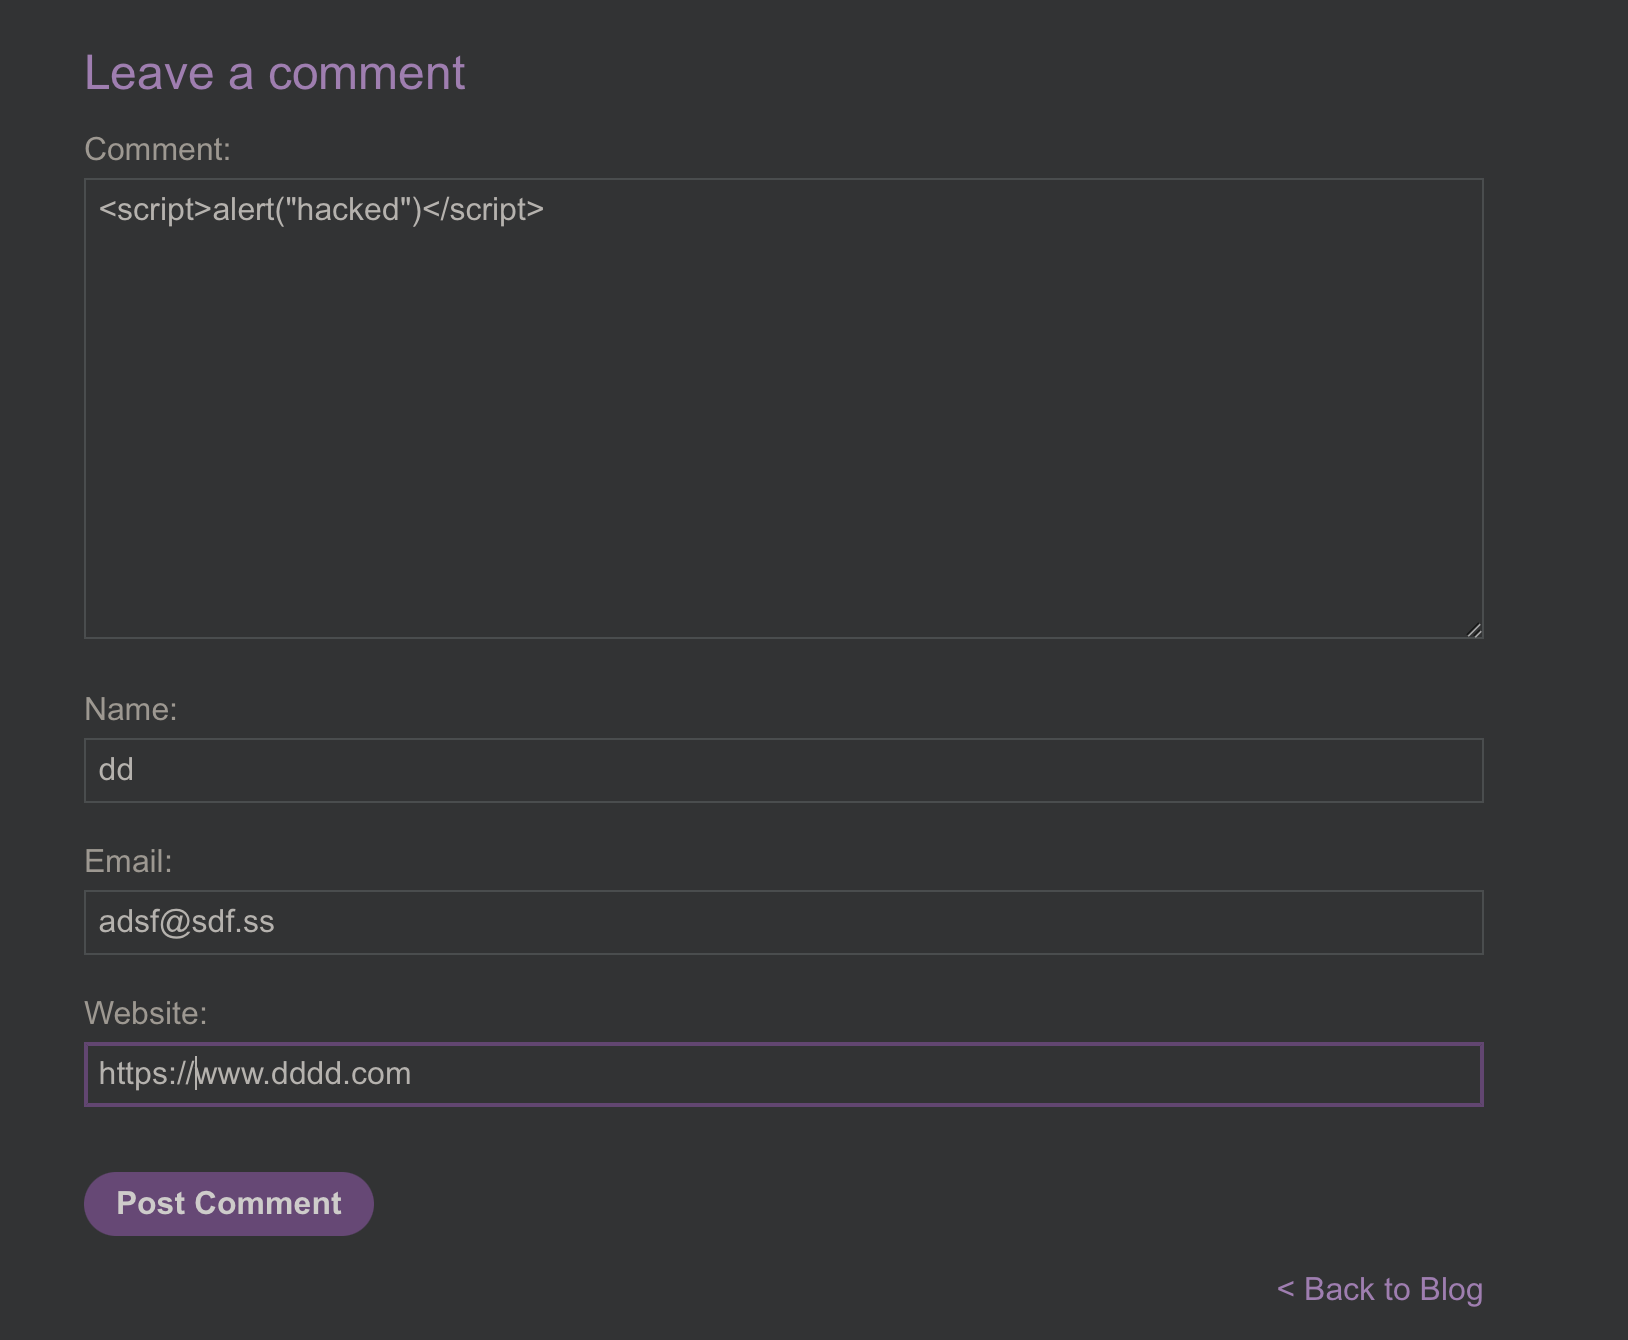 Leave a comment
Comment:
<script>alert("hacked")</script>
Name:
dd
Email:
adsf@sdf.ss
Website:
https://www.dddd.com
Post Comment
< Back to Blog